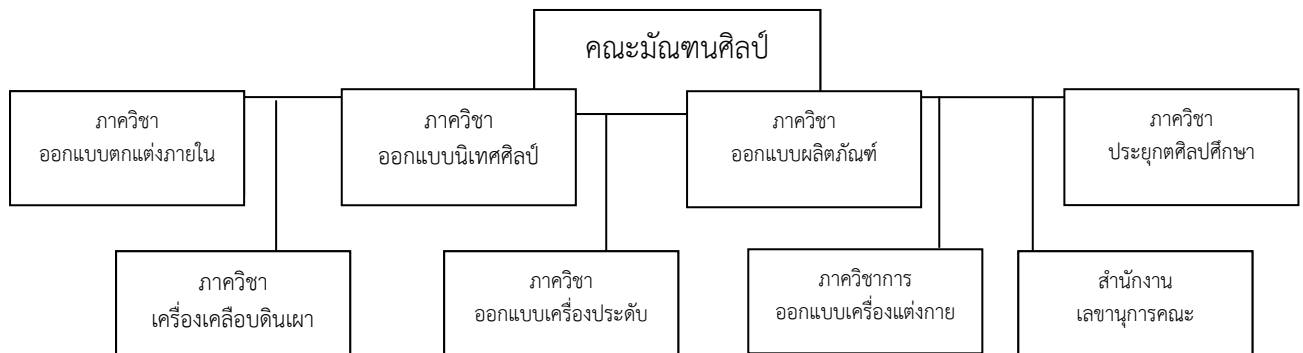 คณะมัณฑนศิลป์
ภาควิชา
ออกแบบตกแต่งภายใน
ภาควิชา
ออกแบบนิเทศศิลป์
ภาควิชา
ออกแบบผลิตภัณฑ์
ภาควิชา
ประยุกตศิลปศึกษา
ภาควิชา
เครื่องเคลือบดินเผา
ภาควิชา
ออกแบบเครื่องประดับ
ภาควิชาการ
ออกแบบเครื่องแต่งกาย
สำนักงาน
เลขานุการคณะ